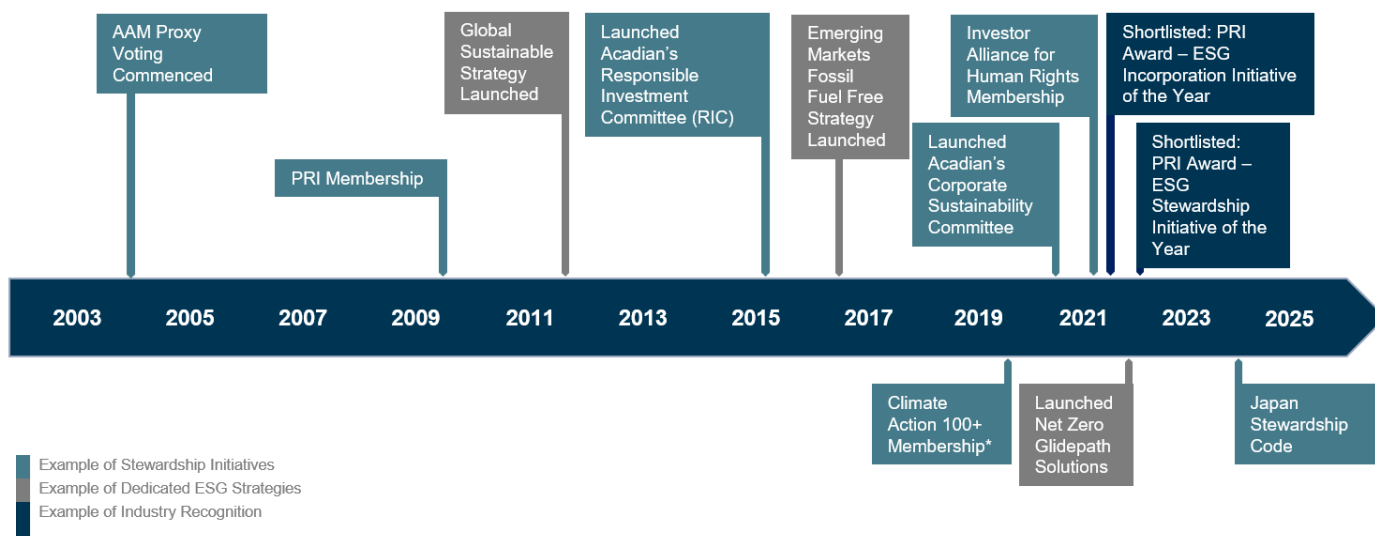 AAM Proxy
Voting
Commenced
PRI Membership
Global
Sustainable
Strategy
Launched
Launched
Acadian's
Responsible
Investment
Committee (RIC)
Emerging
Markets
Fossil
Fuel Free
Strategy
Launched
Launched
Acadian's
Corporate
Sustainability
Committee
Investor
Alliance for
Human Rights
Membership
Shortlisted: PRI
Award – ESG
Incorporation Initiative
of the Year
Shortlisted:
PRI Award –
ESG
Stewardship
Initiative of the
Year
2003 2005 2007 2009 2011 2013 2015 2017 2019 2021 2023 2025
Climate
Action 100+
Membership*
Launched
Net Zero
Glidepath
Solutions
Japan
Stewardship
Code
Example of Stewardship Initiatives
Example of Dedicated ESG Strategies
Example of Industry Recognition